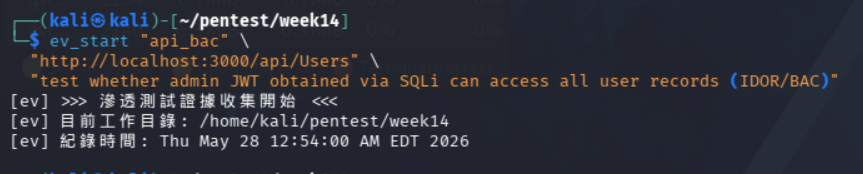 ┌──(kali㉿kali)-[~/pentest/week14]
└─$ ev_start "api_bac" \
"http://localhost:3000/api/Users" \
"test whether admin JWT obtained via SQLi can access all user records (IDOR/BAC)"
[ev] >>> 滲透測試證據收集開始 <<<
[ev] 目前工作目錄: /home/kali/pentest/week14
[ev] 紀錄時間: Thu May 28 12:54:00 AM EDT 2026